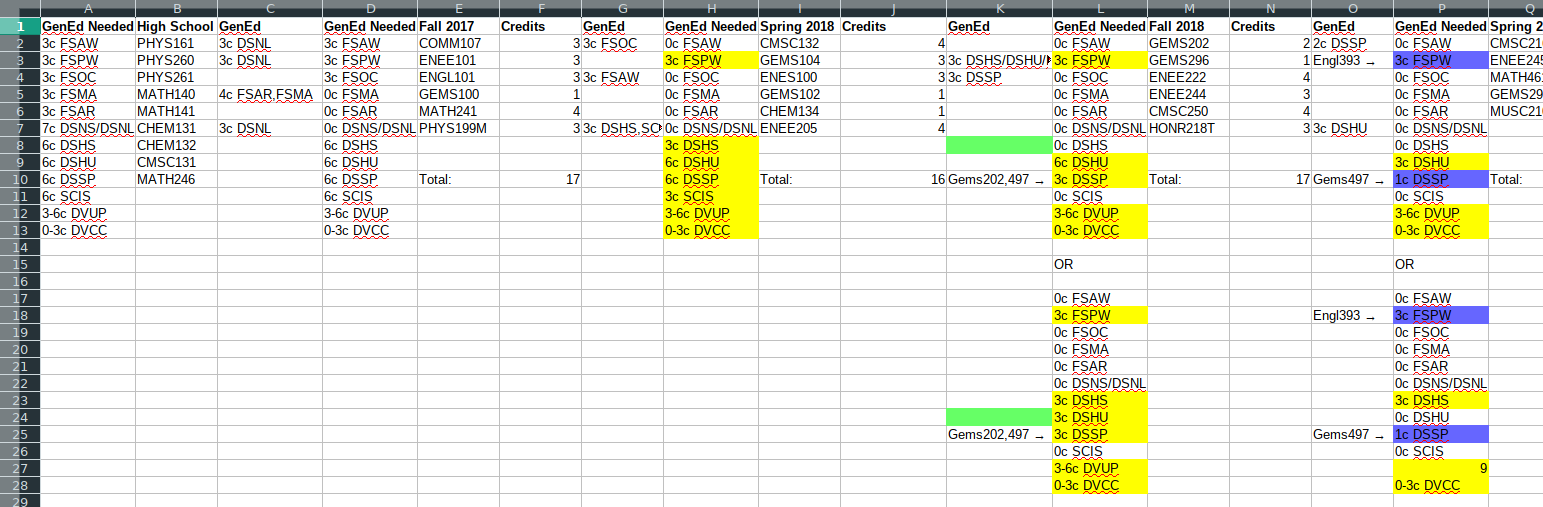 A B C D E F G H I J K L M N O P Q
1 GenEd Needed High School GenEd GenEd Needed Fall 2017 Credits GenEd GenEd Needed Spring 2018 Credits GenEd GenEd Needed Fall 2018 Credits GenEd GenEd Needed Spring 2
2 3c FSAW PHYS161 3c DSNL 3c FSAW COMM107 3 3c FSOC 0c FSAW CMSC132 4 0c FSAW GEMS202 2 2c DSSP 0c FSAW CMSC21
3 3c FSPW PHYS260 3c DSNL 3c FSPW ENEE101 3 3c FSPW GEMS104 3 3c DSHS/DSHU/ 3c FSPW GEMS296 1 Engl393 → 3c FSPW ENEE245
4 3c FSOC PHYS261 3c FSOC ENGL101 3 3c FSAW 0c FSOC ENES100 3 3c DSSP 0c FSOC ENEE222 4 0c FSOC MATH46
5 3c FSMA MATH140 4c FSAR,FSMA 0c FSMA GEMS100 1 0c FSMA GEMS102 1 0c FSMA ENEE244 3 0c FSMA GEMS29
6 3c FSAR MATH141 0c FSAR MATH241 4 0c FSAR CHEM134 1 0c FSAR CMSC250 4 0c FSAR MUSC21
7 7c DSNS/DSNL CHEM131 3c DSNL 0c DSNS/DSNL PHYS199M 3 3c DSHS,SC 0c DSNS/DSNL ENEE205 4 0c DSNS/DSNL HONR218T 3 3c DSHU 0c DSNS/DSNL
8 6c DSHS CHEM132 6c DSHS 3c DSHS 0c DSHS 0c DSHS
9 6c DSHU CMSC131 6c DSHU 6c DSHU 6c DSHU 3c DSHU
10 6c DSSP MATH246 6c DSSP Total: 17 6c DSSP Total: 16 Gems202,497 → 3c DSSP Total: 17 Gems497 → 1c DSSP Total:
11 6c SCIS 6c SCIS 3c SCIS 0c SCIS 0c SCIS
12 3-6c DVUP 3-6c DVUP 3-6c DVUP 3-6c DVUP 3-6c DVUP
13 0-3c DVCC 0-3c DVCC 0-3c DVCC 0-3c DVCC 0-3c DVCC
14
15 OR OR
16
17 0c FSAW 0c FSAW
18 3c FSPW Engl393 → 3c FSPW
19 0c FSOC 0c FSOC
20 0c FSMA 0c FSMA
21 0c FSAR 0c FSAR
22 0c DSNS/DSNL 0c DSNS/DSNL
23 3c DSHS 3c DSHS
24 3c DSHU 0c DSHU
25 Gems202,497 → 3c DSSP Gems497 → 1c DSSP
26 0c SCIS 0c SCIS
27 3-6c DVUP 9
28 0-3c DVCC 0-3c DVCC
29